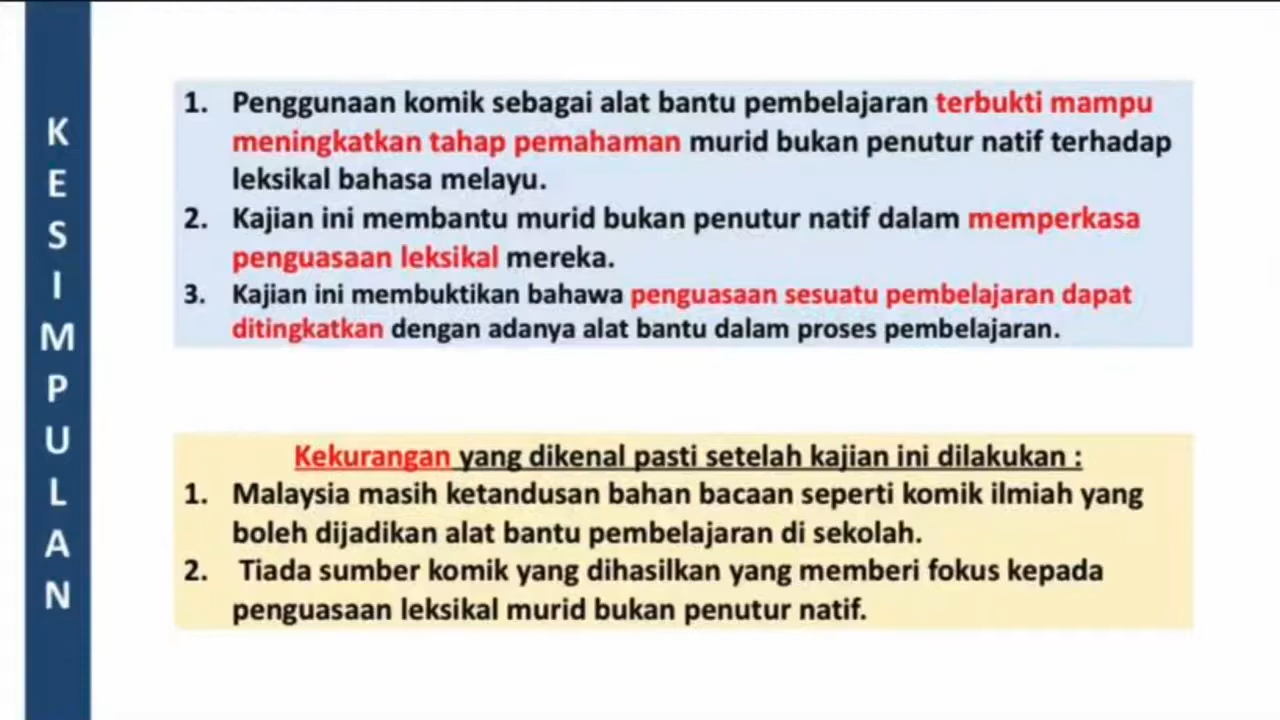 KESIMPULAN
1. Penggunaan komik sebagai alat bantu pembelajaran terbukti mampu
meningkatkan tahap pemahaman murid bukan penutur natif terhadap
leksikal bahasa melayu.
2. Kajian ini membantu murid bukan penutur natif dalam memperkasa
penguasaan leksikal mereka.
3. Kajian ini membuktikan bahawa penguasaan sesuatu pembelajaran dapat
ditingkatkan dengan adanya alat bantu dalam proses pembelajaran.
Kekurangan yang dikenal pasti setelah kajian ini dilakukan :
1. Malaysia masih ketandusan bahan bacaan seperti komik ilmiah yang
boleh dijadikan alat bantu pembelajaran di sekolah.
2. Tiada sumber komik yang dihasilkan yang memberi fokus kepada
penguasaan leksikal murid bukan penutur natif.